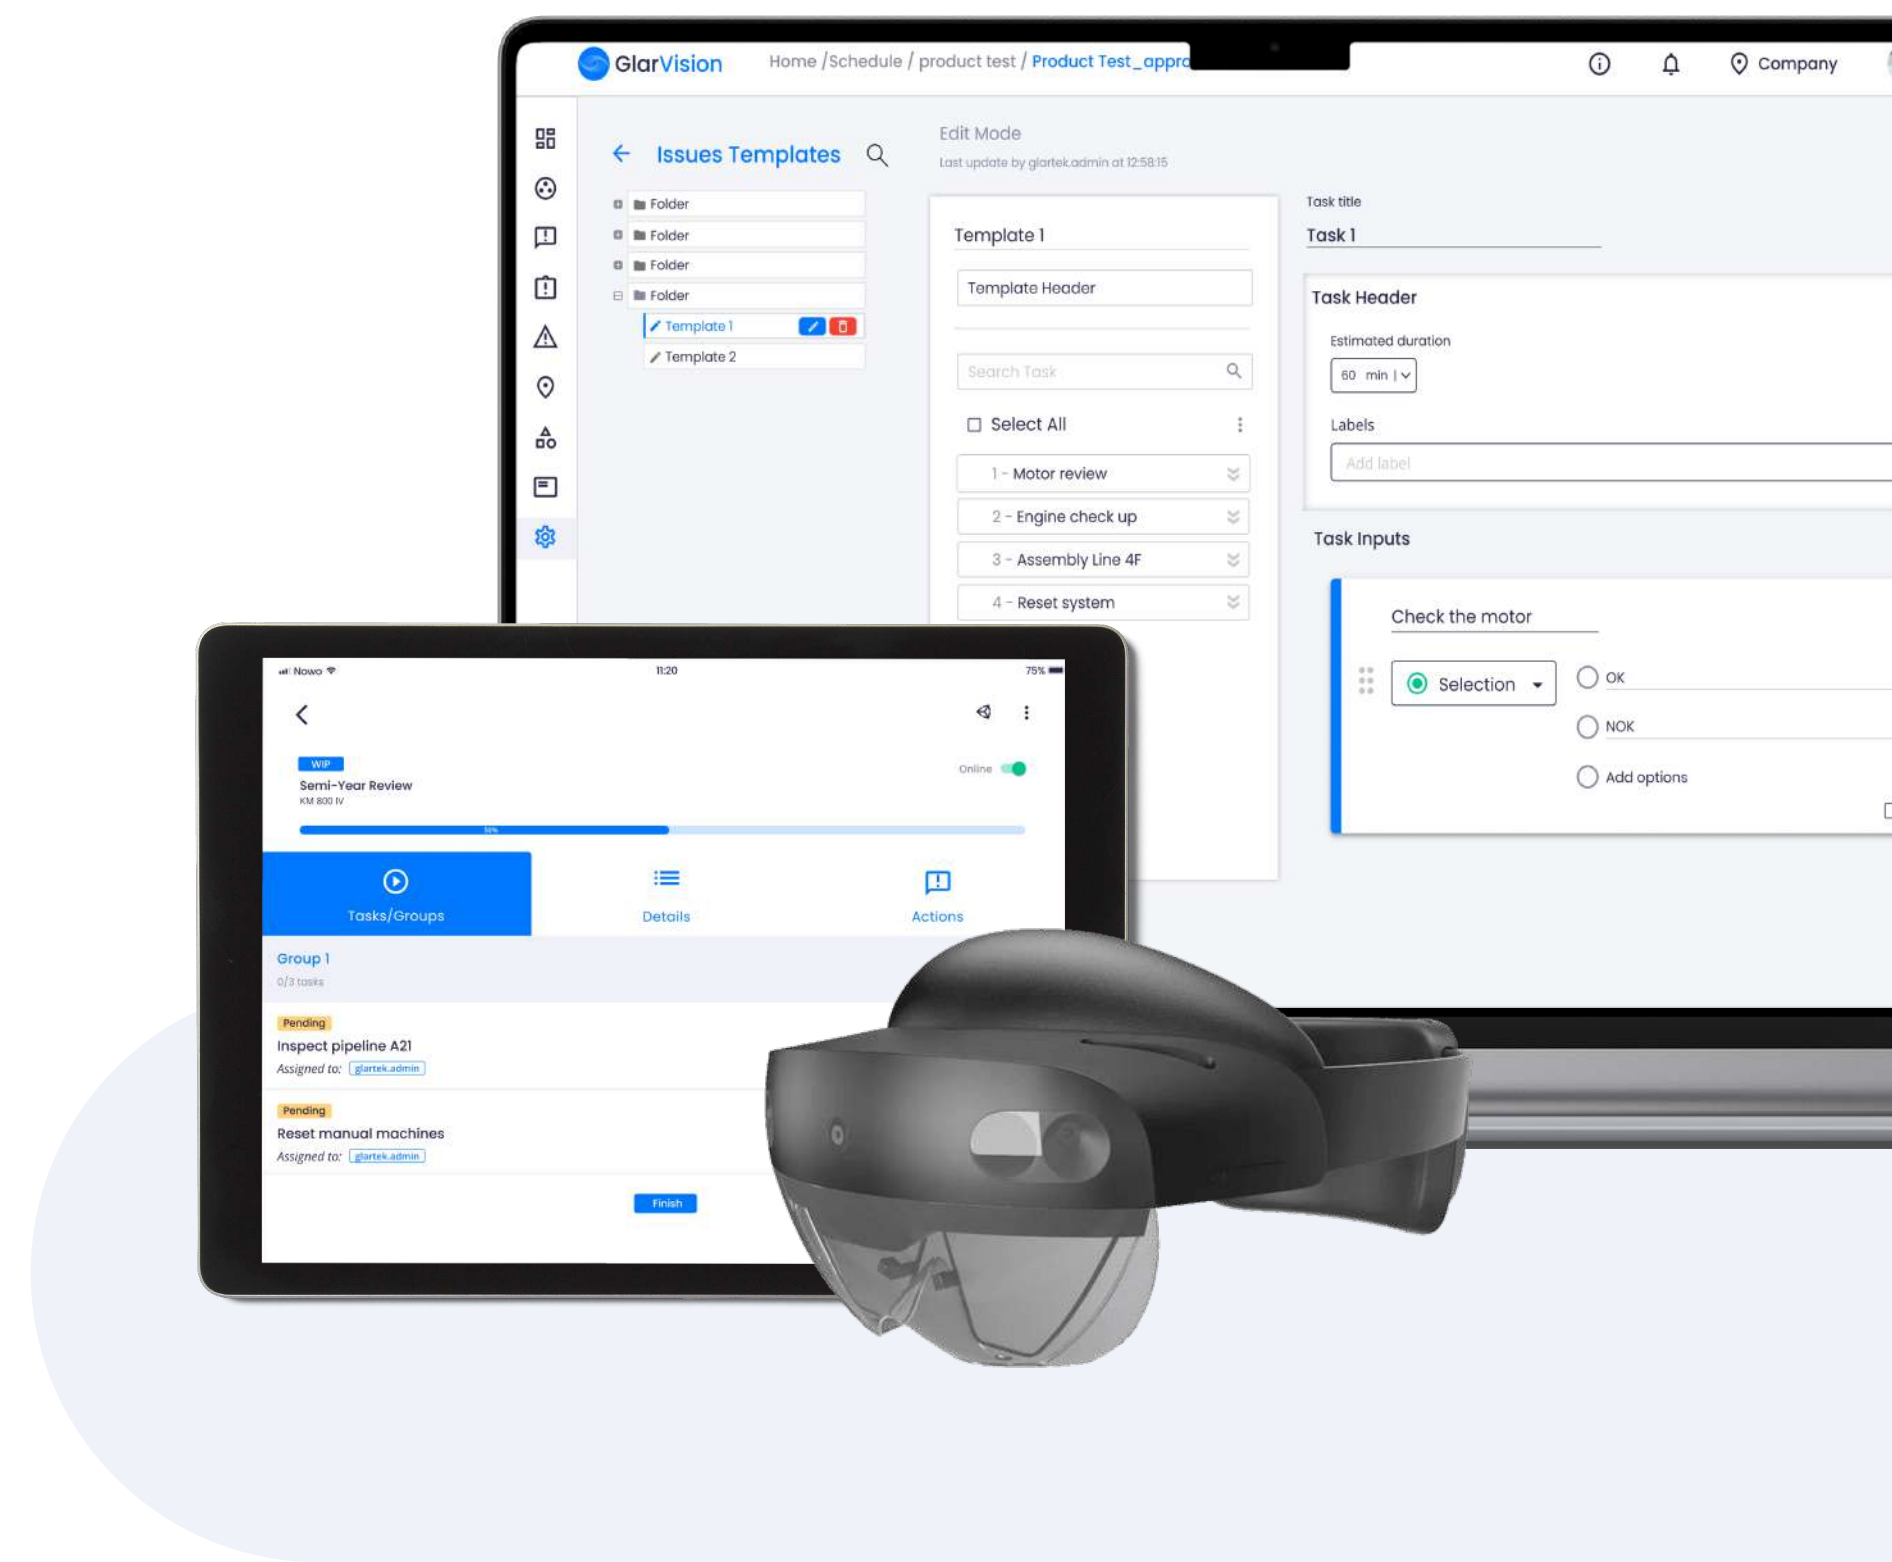 GlarVision
Home /Schedule / product test / Product Test_appro
Company
Issues Templates
Folder
Folder
Folder
Folder
Template 1
Template 2
Edit Mode
Last update by glartek.admin at 12:58:15
Template 1
Template Header
Search Task
Select All
1 - Motor review
2 - Engine check up
3 - Assembly Line 4F
4 - Reset system
Task title
Task 1
Task Header
Estimated duration
60 min
Labels
Add label
Task Inputs
Check the motor
Selection
OK
NOK
Add options
Nowo
11:20
75%
WIP
Semi-Year Review
KM 800 IV
Online
50%
Tasks/Groups
Details
Actions
Group 1
0/3 tasks
Pending
Inspect pipeline A21
Assigned to: glartek.admin
Pending
Reset manual machines
Assigned to: glartek.admin
Finish